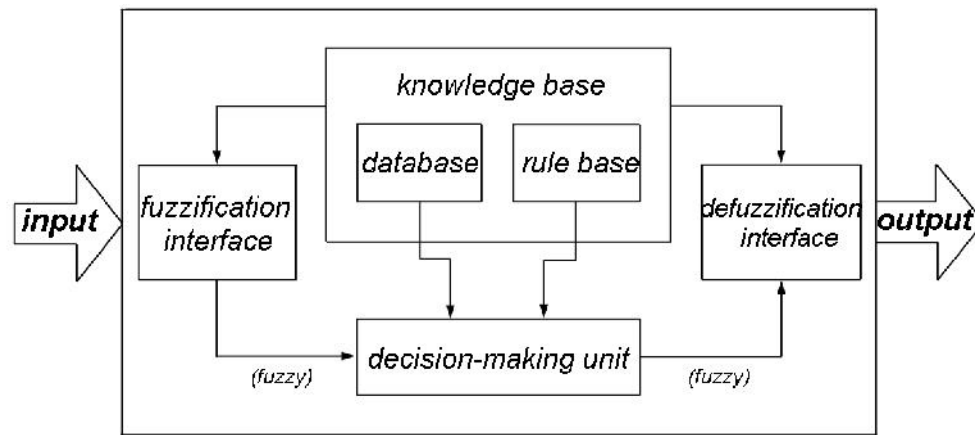 knowledge base
database
rule base
input
fuzzification
interface
defuzzification
interface
output
decision-making unit
(fuzzy)
(fuzzy)